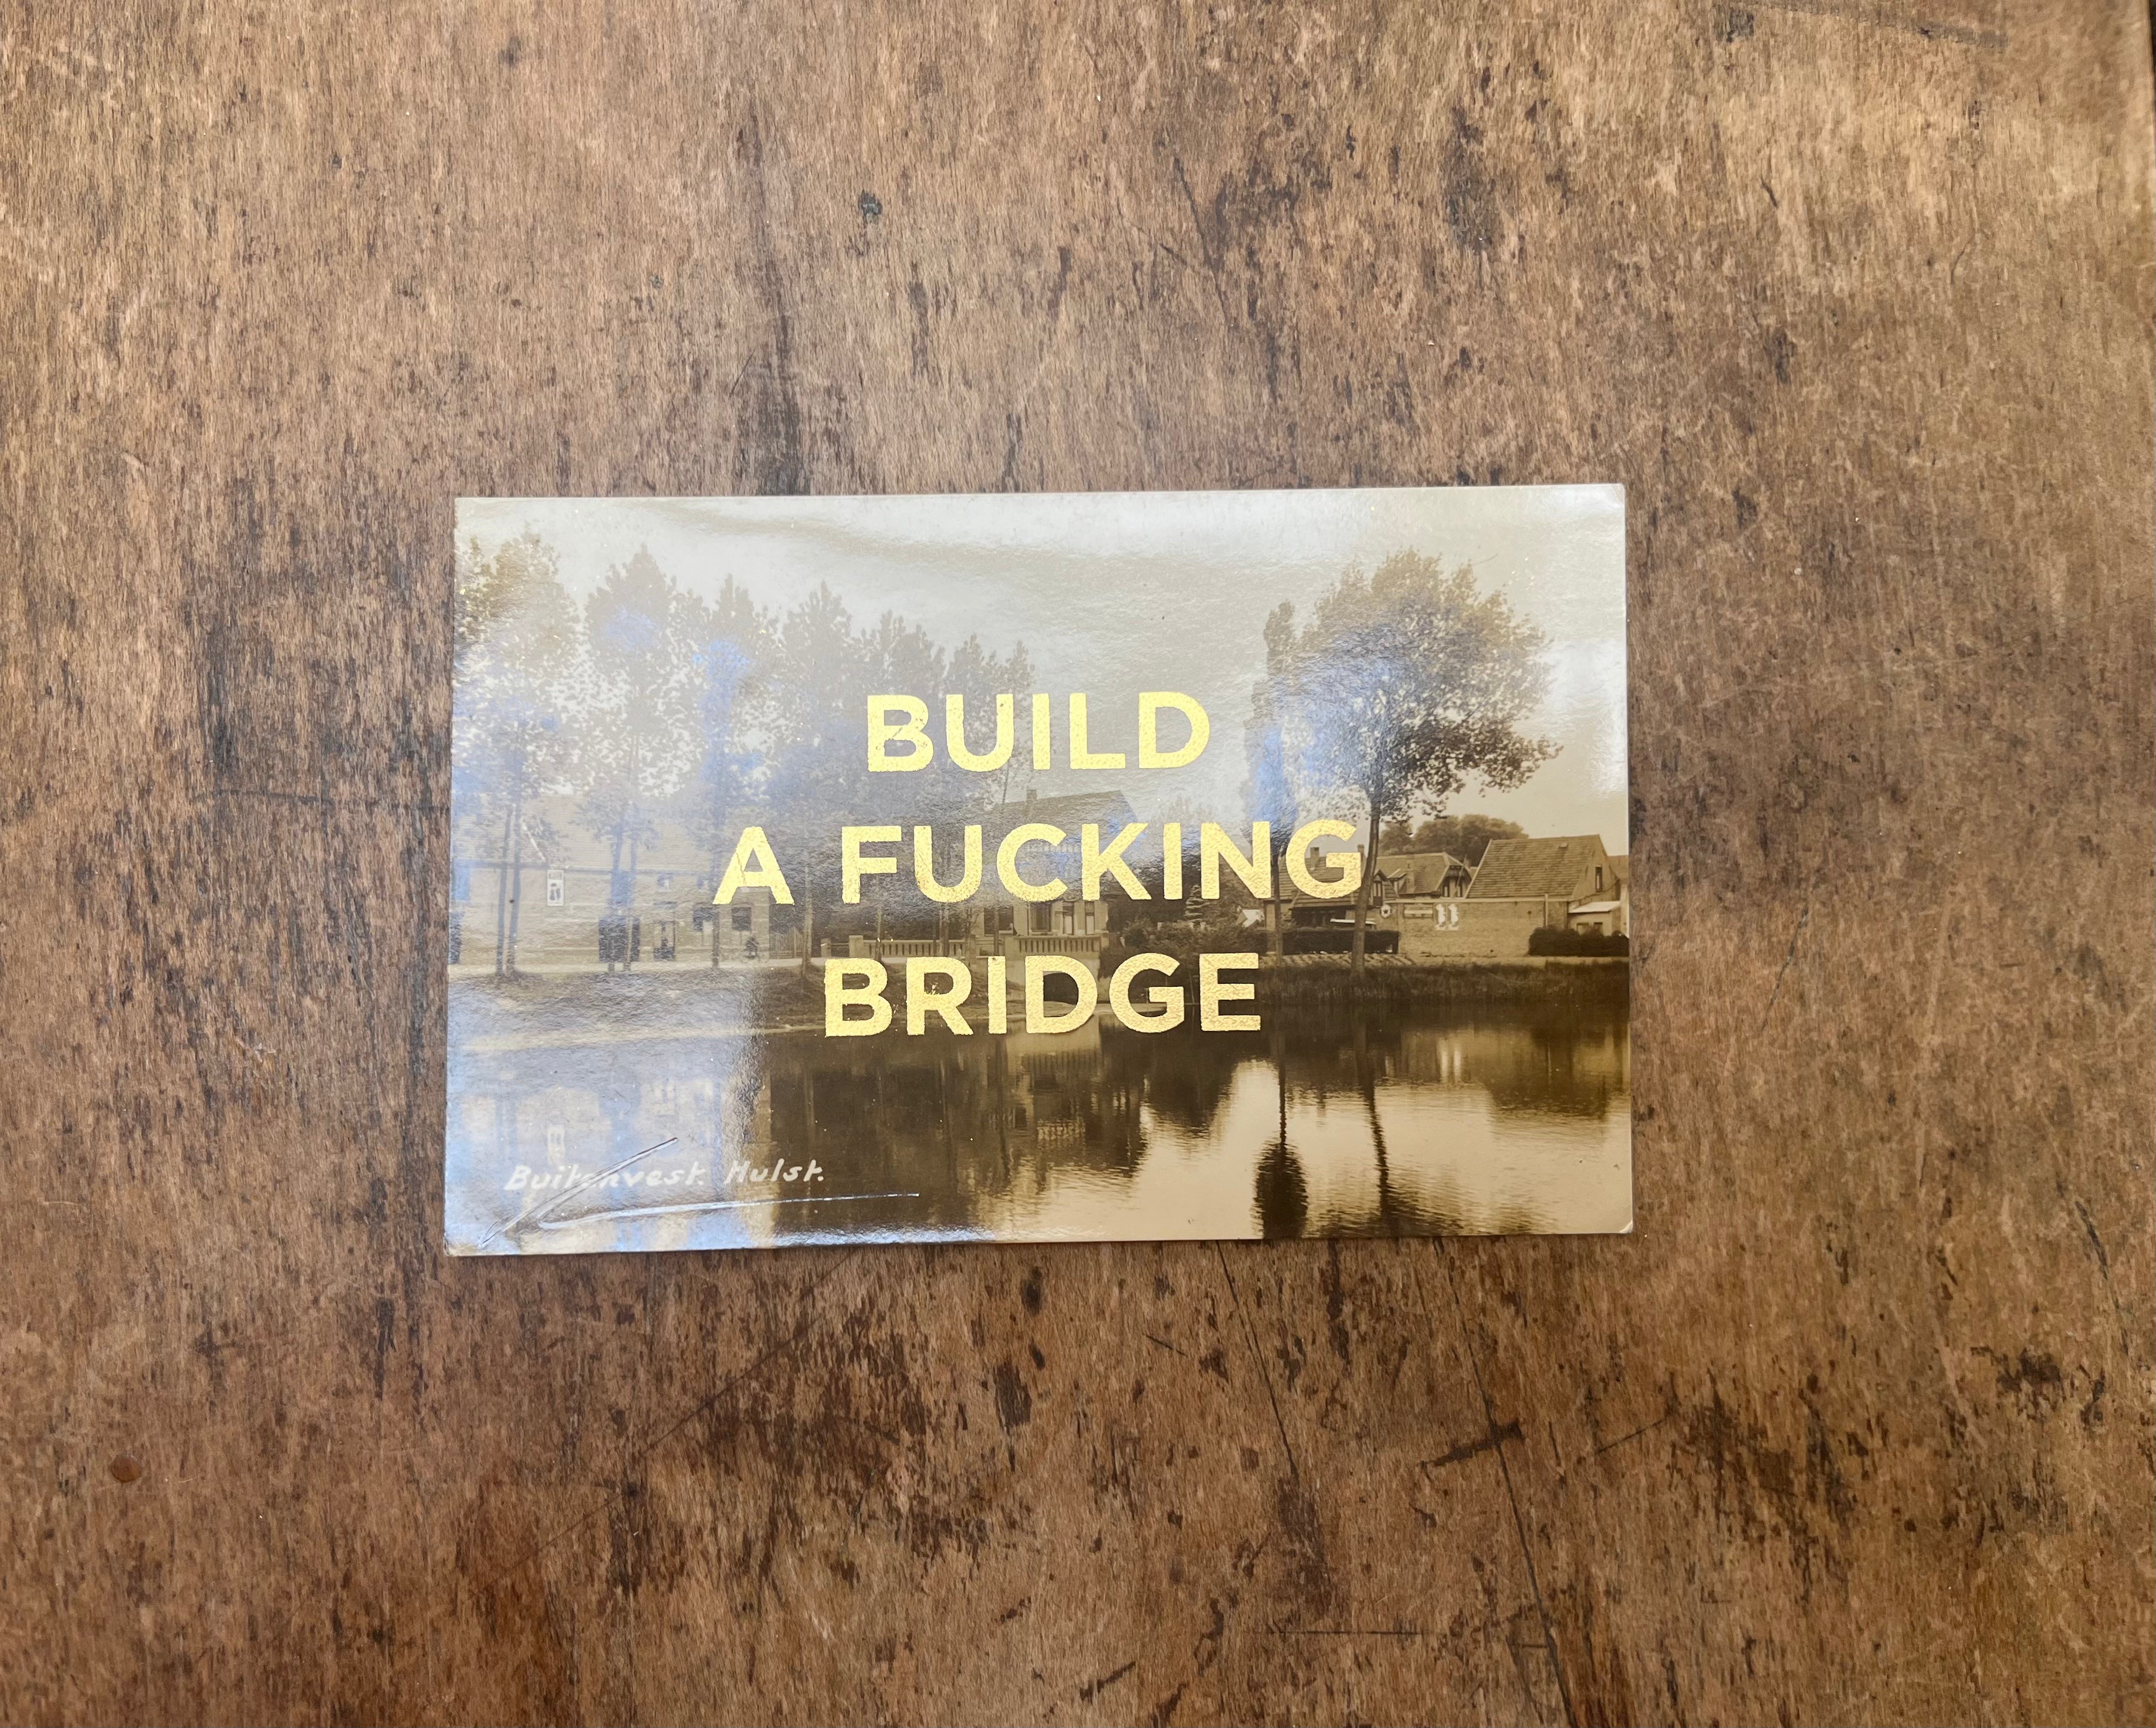 BUILD
A FUCKING
BRIDGE
Buitenvest. Hulst.